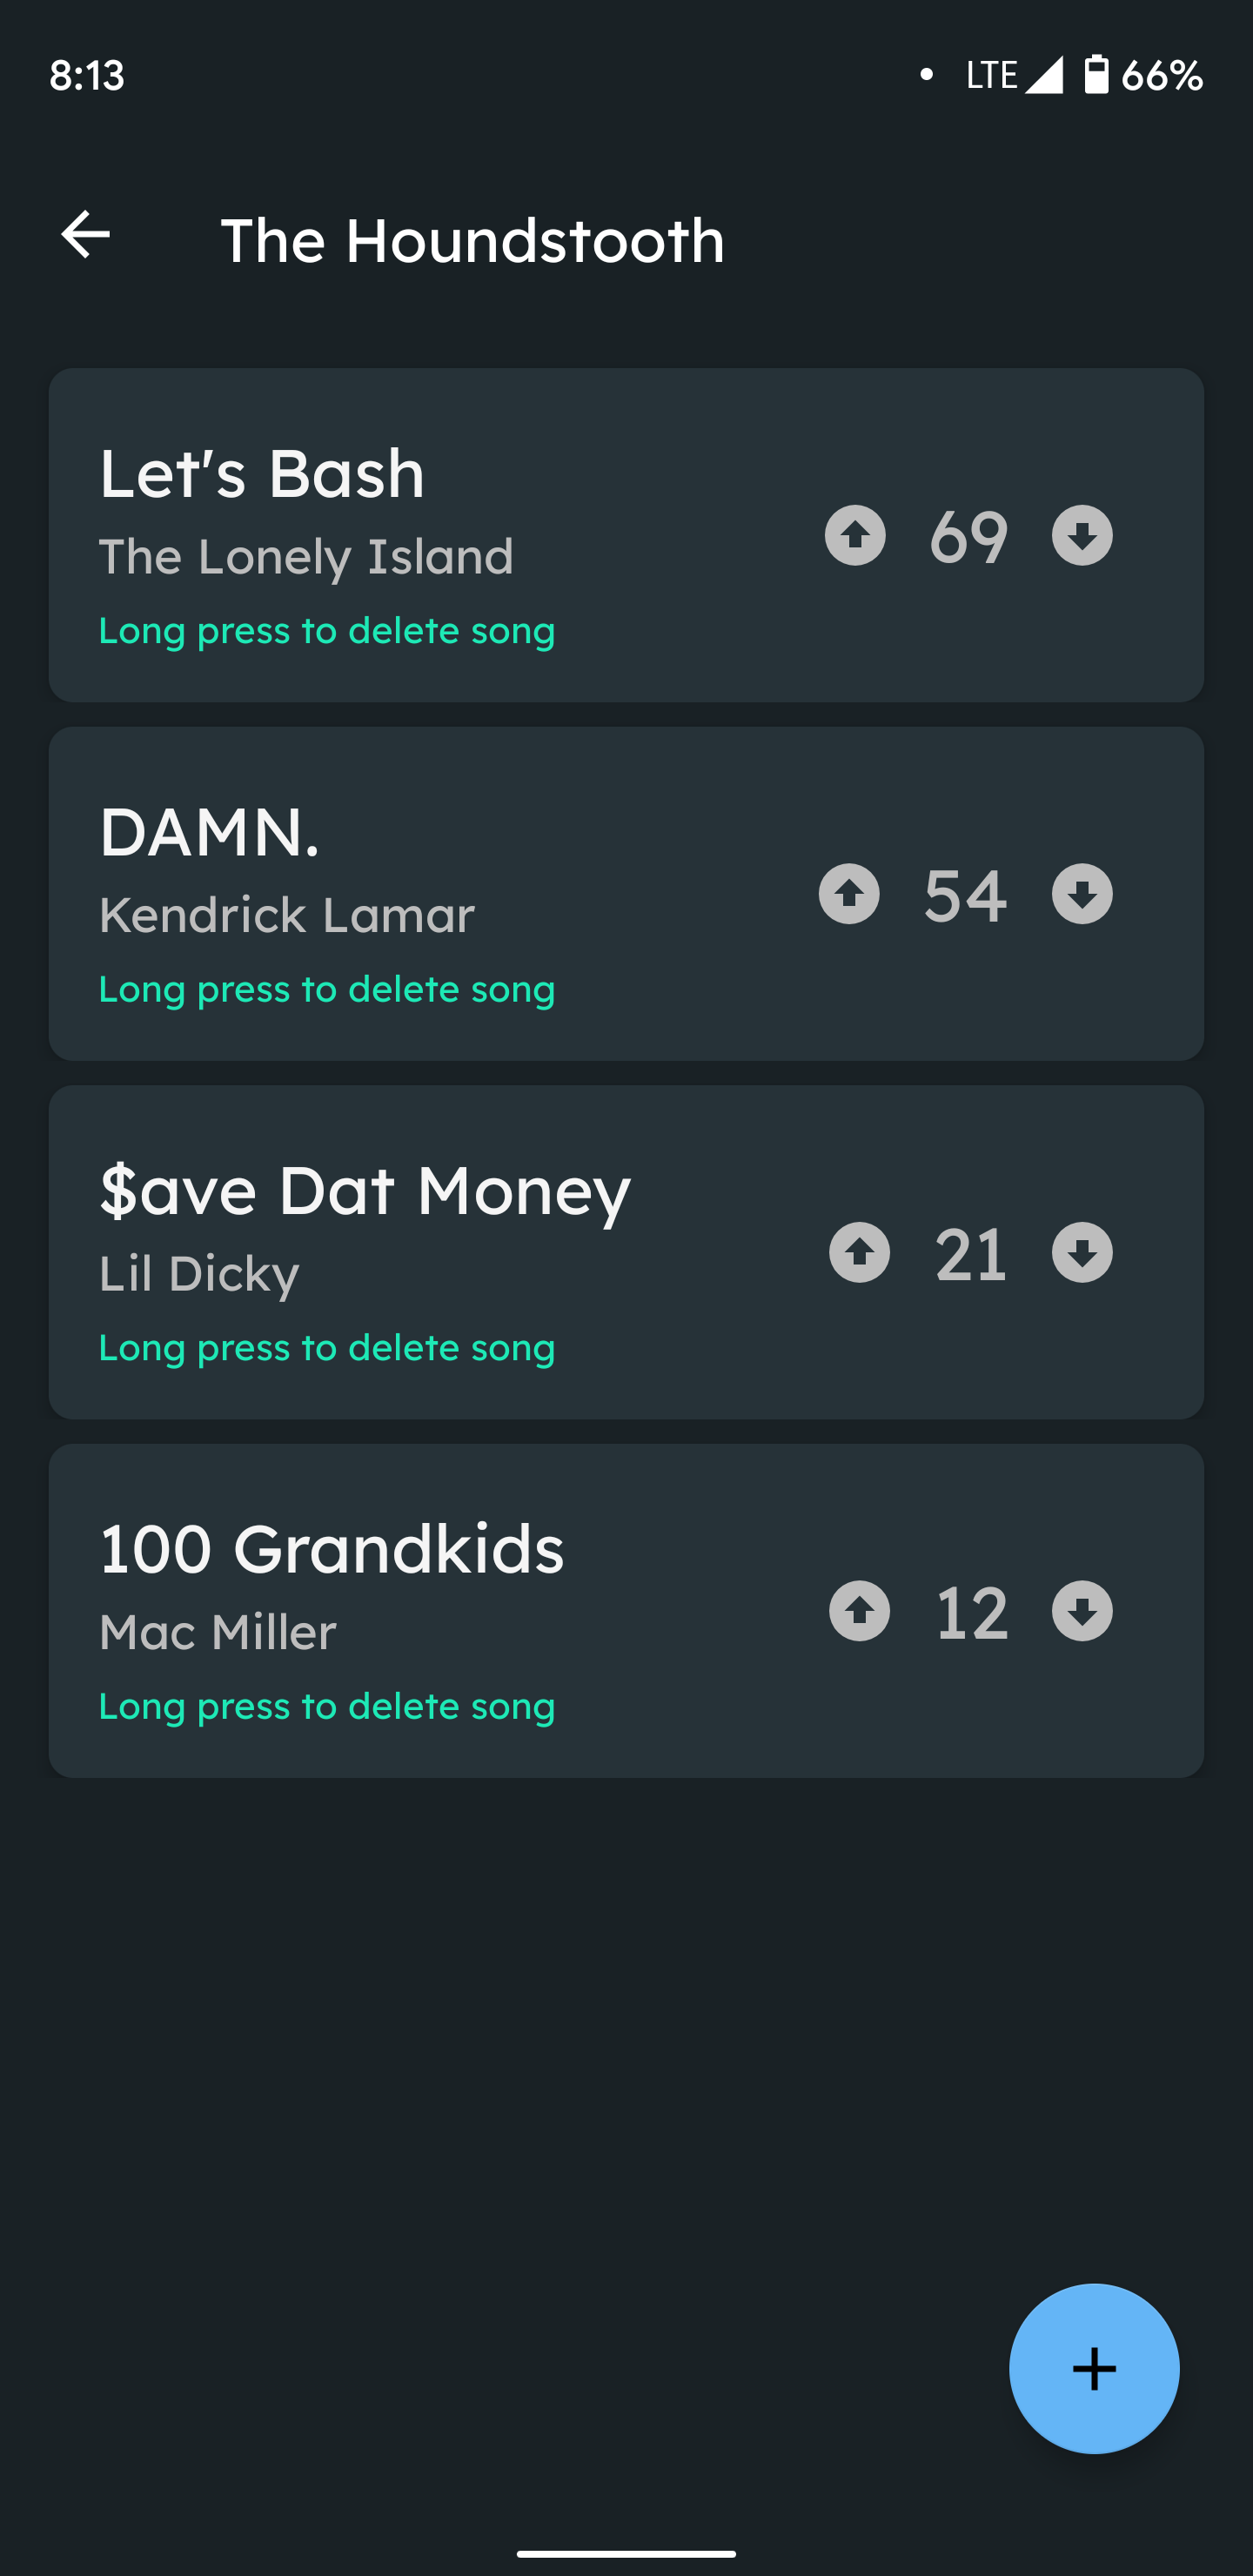 8:13 LTE 66%
The Houndstooth
Let's Bash
The Lonely Island
Long press to delete song
69
DAMN.
Kendrick Lamar
Long press to delete song
54
$ave Dat Money
Lil Dicky
Long press to delete song
21
100 Grandkids
Mac Miller
Long press to delete song
12